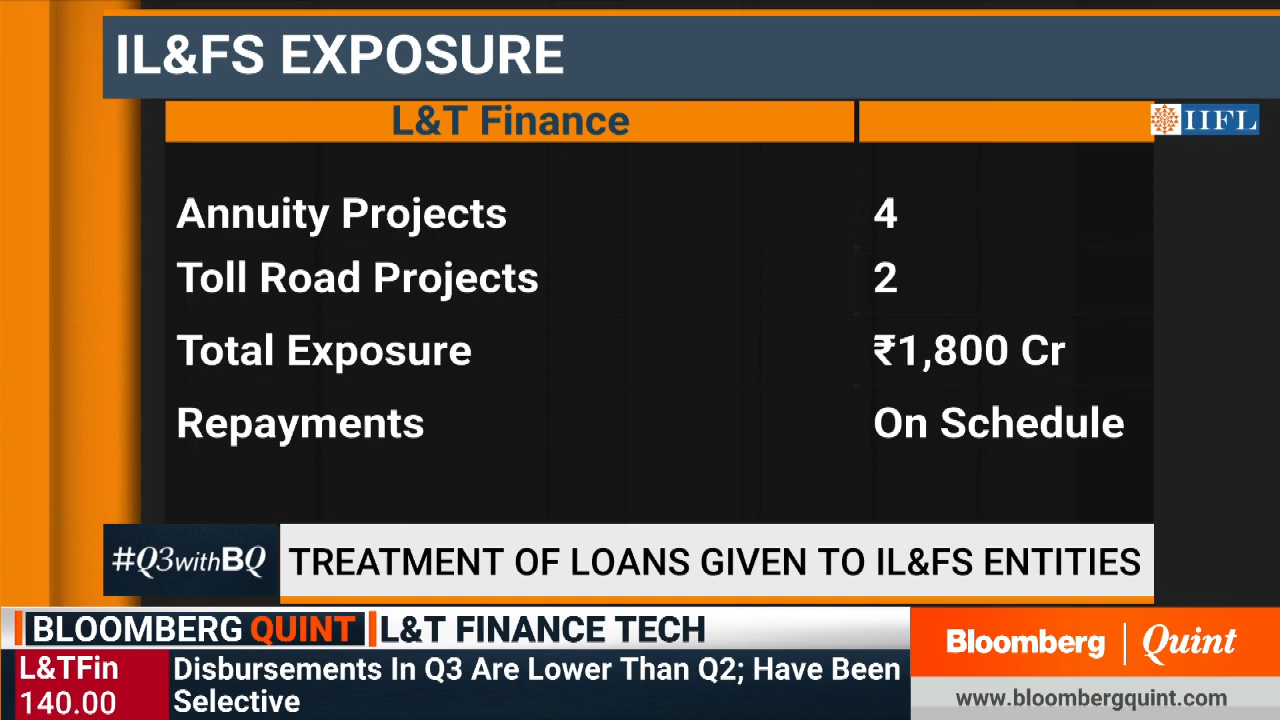 IL&FS EXPOSURE
L&T Finance
IIFL
Annuity Projects 4
Toll Road Projects 2
Total Exposure ₹1,800 Cr
Repayments On Schedule
#Q3withBQ TREATMENT OF LOANS GIVEN TO IL&FS ENTITIES
BLOOMBERG QUINT L&T FINANCE TECH
L&TFin
140.00
Disbursements In Q3 Are Lower Than Q2; Have Been
Selective
Bloomberg | Quint
www.bloombergquint.com